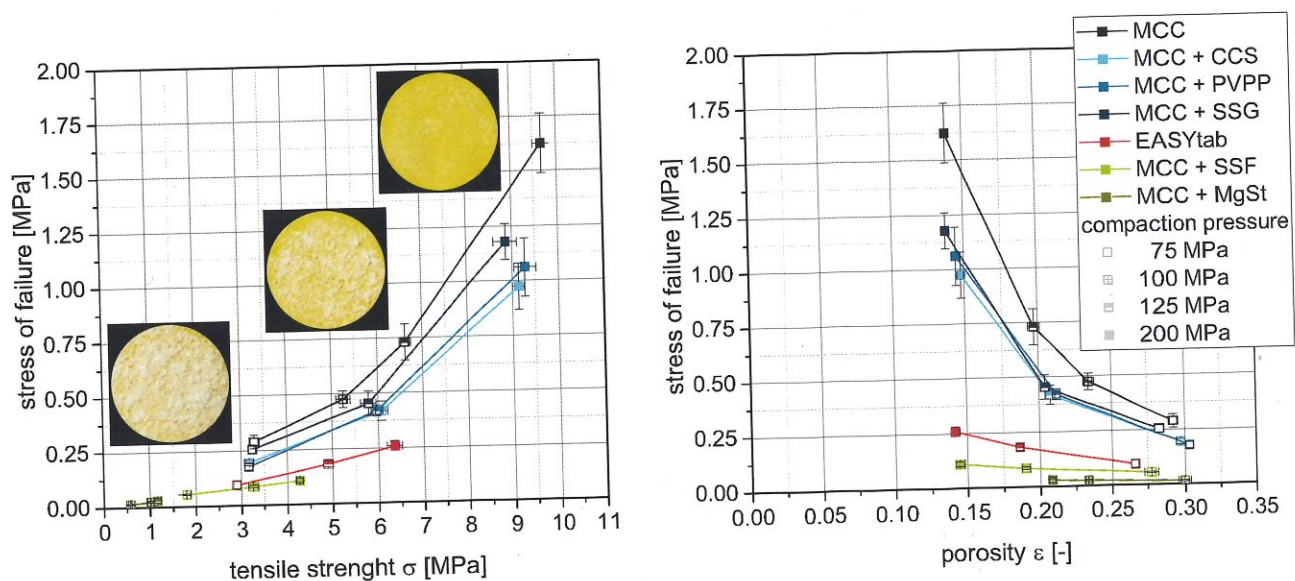 2.00
1.75
1.50
1.25
1.00
0.75
0.50
0.25
0.00
stress of failure [MPa]
0 1 2 3 4 5 6 7 8 9 10 11
tensile strenght σ [MPa]
2.00
1.75
1.50
1.25
1.00
0.75
0.50
0.25
0.00
stress of failure [MPa]
0.00 0.05 0.10 0.15 0.20 0.25 0.30 0.35
porosity ε [-]
MCC
MCC + CCS
MCC + PVPP
MCC + SSG
EASYtab
MCC + SSF
MCC + MgSt
compaction pressure
75 MPa
100 MPa
125 MPa
200 MPa